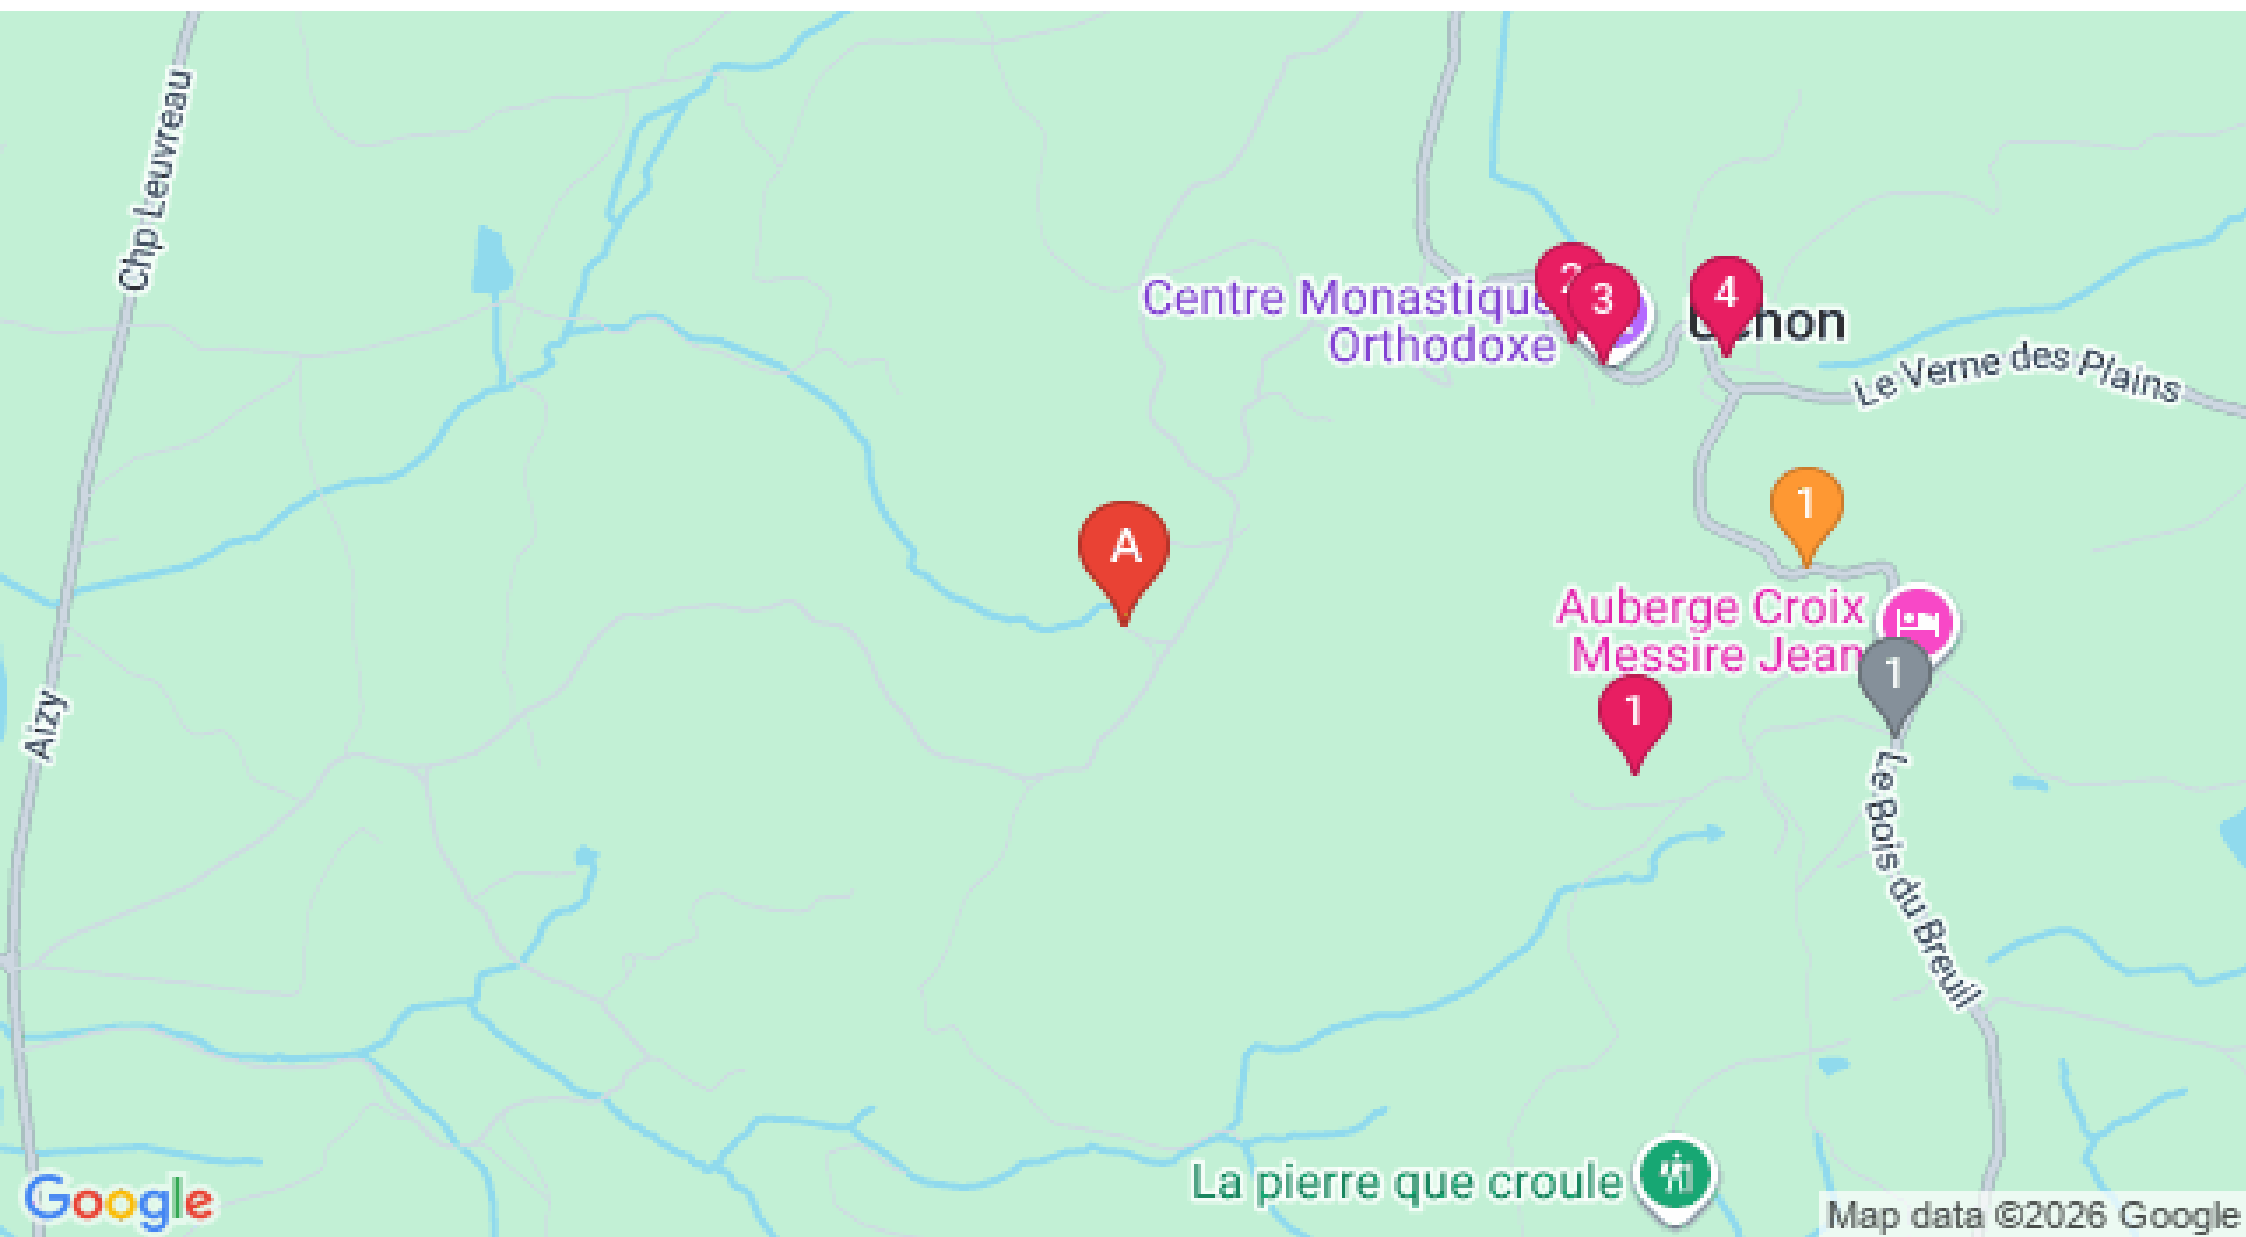 Chp Leuvreau
Centre Monastique
Orthodoxe
2
3
4
Le Verne des Plains
1
A
Auberge Croix
Messire Jean
1
1
Aizy
Le Bois du Breuil
La pierre que croule
Google
Map data ©2026 Google